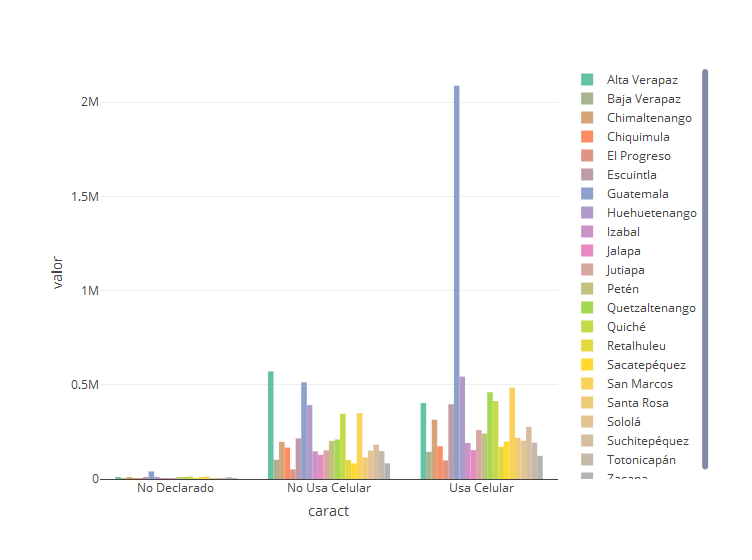 2M
1.5M
1M
0.5M
0
valor
No Declarado
No Usa Celular
Usa Celular
caract
Alta Verapaz
Baja Verapaz
Chimaltenango
Chiquimula
El Progreso
Escuintla
Guatemala
Huehuetenango
Izabal
Jalapa
Jutiapa
Petén
Quetzaltenango
Quiché
Retalhuleu
Sacatepéquez
San Marcos
Santa Rosa
Sololá
Suchitepéquez
Totonicapán
Zacapa